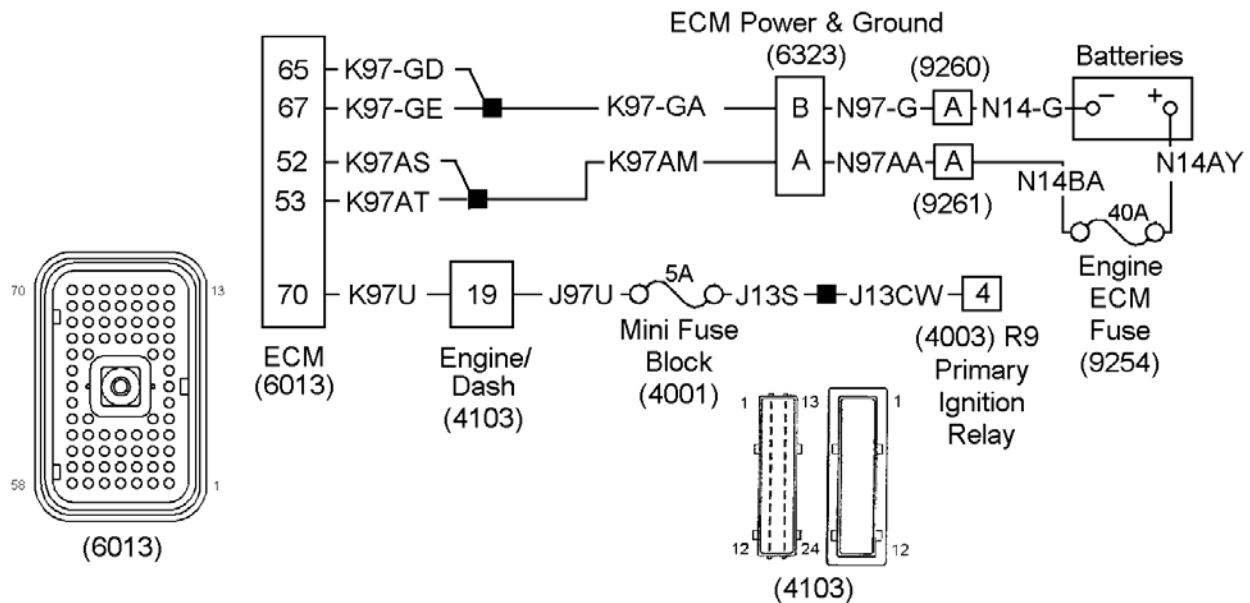 ECM Power & Ground
(6323)
(9260)
Batteries
65 K97-GD
67 K97-GE K97-GA B N97-G A N14-G - +
52 K97AS K97AM A N97AA A N14BA N14AY
53 K97AT
(9261)
40A
Engine
ECM
Fuse
(9254)
70 K97U 19 J97U 5A J13S J13CW 4
ECM
(6013)
Engine/
Dash
(4103)
Mini Fuse
Block
(4001)
(4003) R9
Primary
Ignition
Relay
70 13
58 1
(6013)
1 13 1
12 24 12
(4103)